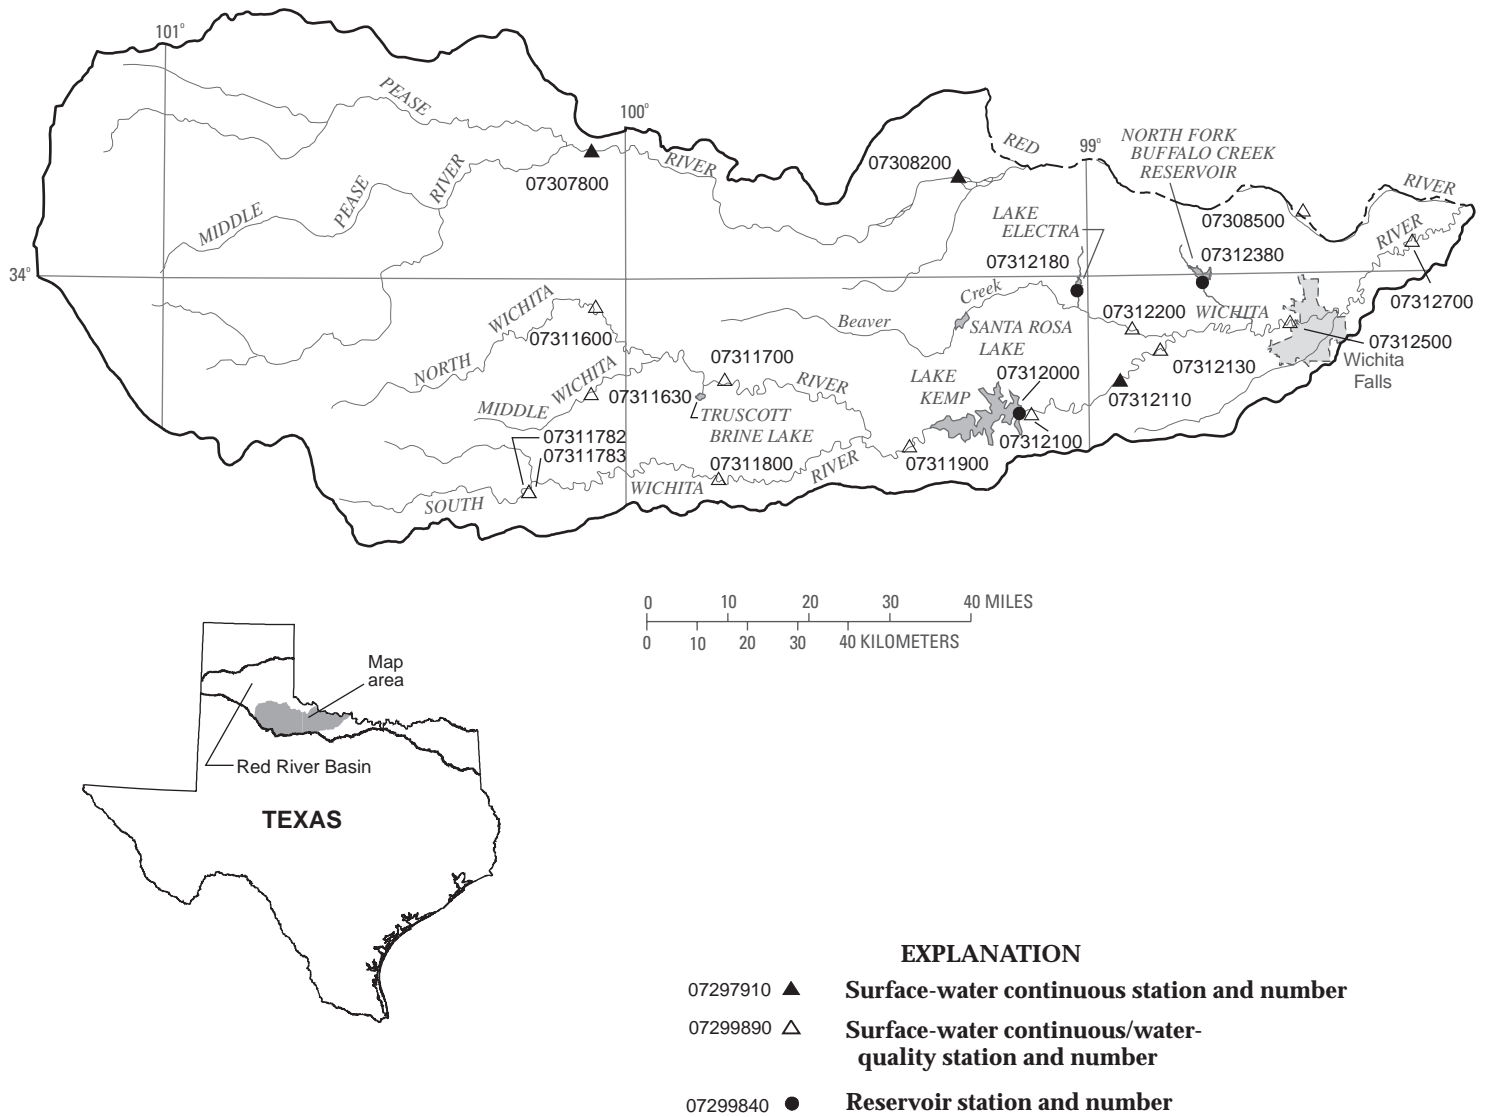 101°
100°
PEASE
RIVER
07307800
RIVER
07308200
RED
99°
NORTH FORK
BUFFALO CREEK
RESERVOIR
RIVER
MIDDLE
PEASE
RIVER
07308500
LAKE
ELECTRA
07312180
07312380
34°
07312700
WICHITA
Creek
Beaver
SANTA ROSA
LAKE
07312200
WICHITA
07311600
NORTH
WICHITA
07311700
RIVER
07312500
Wichita
Falls
07312130
07312000
LAKE
KEMP
07312110
07311630
MIDDLE
TRUSCOTT
BRINE LAKE
07311782
07311783
07312100
07311800
RIVER
07311900
SOUTH
WICHITA
RIVER
0 10 20 30 40 MILES
0 10 20 30 40 KILOMETERS
Map
area
Red River Basin
TEXAS
EXPLANATION
07297910 Surface-water continuous station and number
07299890 Surface-water continuous/water-
quality station and number
07299840 Reservoir station and number